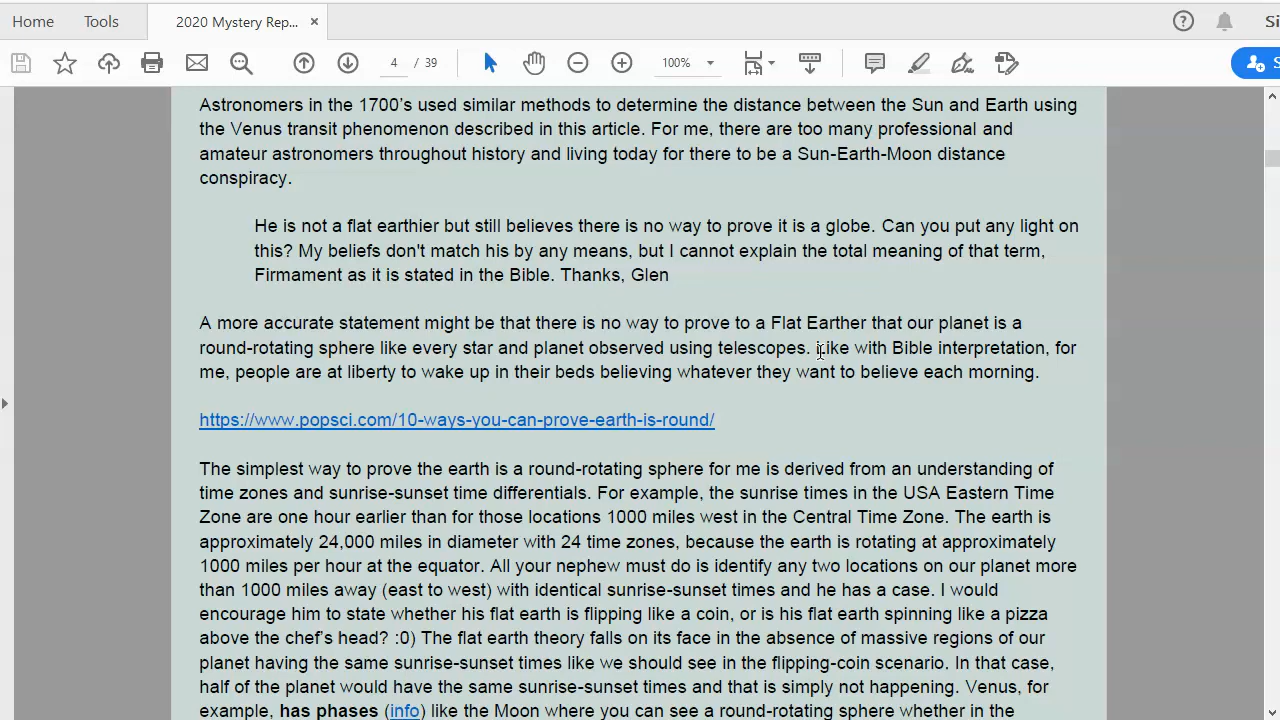 Home Tools 2020 Mystery Rep... ×
4 / 39 100%
Astronomers in the 1700's used similar methods to determine the distance between the Sun and Earth using
the Venus transit phenomenon described in this article. For me, there are too many professional and
amateur astronomers throughout history and living today for there to be a Sun-Earth-Moon distance
conspiracy.
He is not a flat earthier but still believes there is no way to prove it is a globe. Can you put any light on
this? My beliefs don't match his by any means, but I cannot explain the total meaning of that term,
Firmament as it is stated in the Bible. Thanks, Glen
A more accurate statement might be that there is no way to prove to a Flat Earther that our planet is a
round-rotating sphere like every star and planet observed using telescopes. Like with Bible interpretation, for
me, people are at liberty to wake up in their beds believing whatever they want to believe each morning.
https://www.popsci.com/10-ways-you-can-prove-earth-is-round/
The simplest way to prove the earth is a round-rotating sphere for me is derived from an understanding of
time zones and sunrise-sunset time differentials. For example, the sunrise times in the USA Eastern Time
Zone are one hour earlier than for those locations 1000 miles west in the Central Time Zone. The earth is
approximately 24,000 miles in diameter with 24 time zones, because the earth is rotating at approximately
1000 miles per hour at the equator. All your nephew must do is identify any two locations on our planet more
than 1000 miles away (east to west) with identical sunrise-sunset times and he has a case. I would
encourage him to state whether his flat earth is flipping like a coin, or is his flat earth spinning like a pizza
above the chef's head? :0) The flat earth theory falls on its face in the absence of massive regions of our
planet having the same sunrise-sunset times like we should see in the flipping-coin scenario. In that case,
half of the planet would have the same sunrise-sunset times and that is simply not happening. Venus, for
example, has phases (info) like the Moon where you can see a round-rotating sphere whether in the